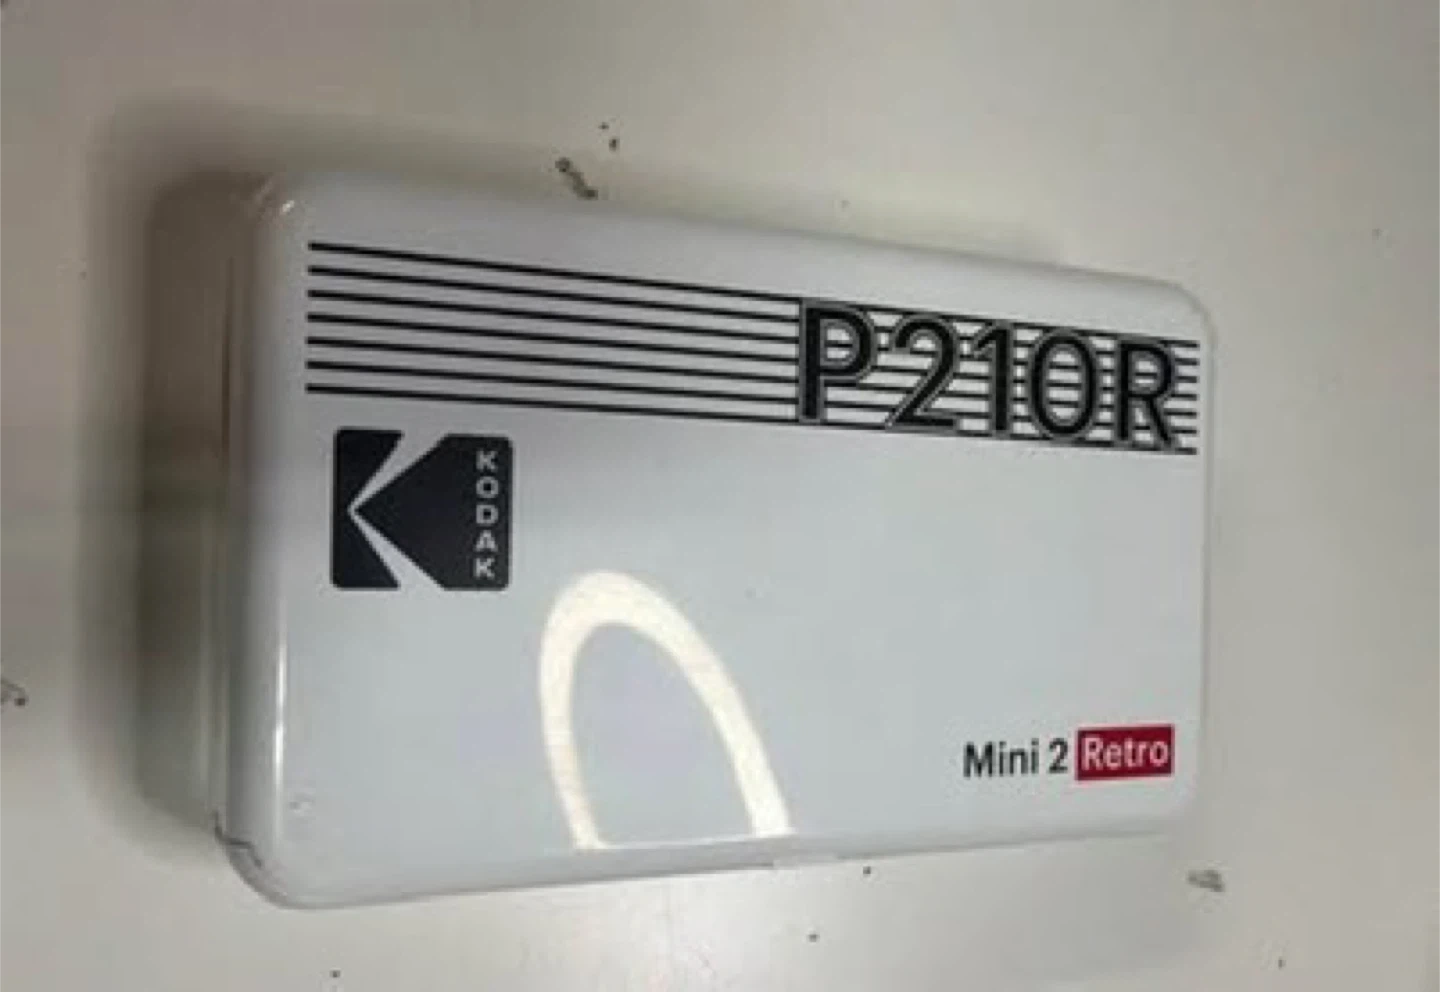 P210R
KODAK
Mini 2 Retro